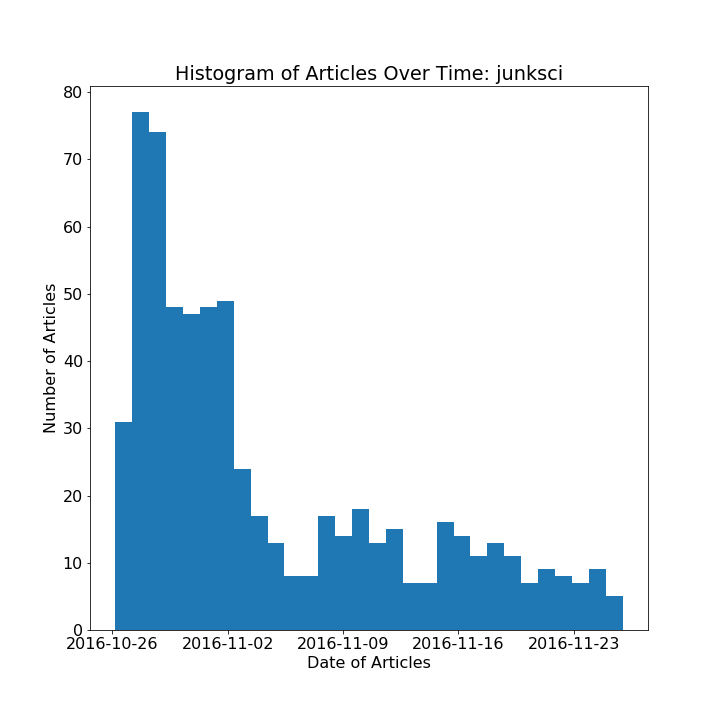 Histogram of Articles Over Time: junksci
80
70
60
50
40
30
20
10
0
Number of Articles
2016-10-26 2016-11-02 2016-11-09 2016-11-16 2016-11-23
Date of Articles